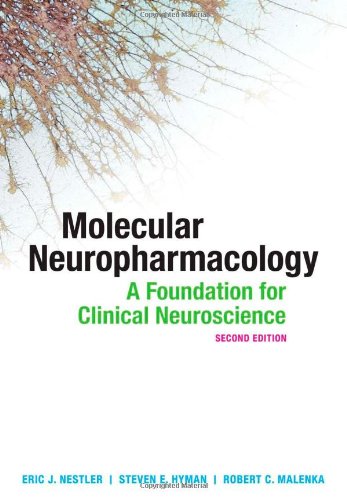 Molecular
Neuropharmacology
A Foundation for
Clinical Neuroscience
SECOND EDITION
ERIC J. NESTLER | STEVEN E. HYMAN | ROBERT C. MALENKA